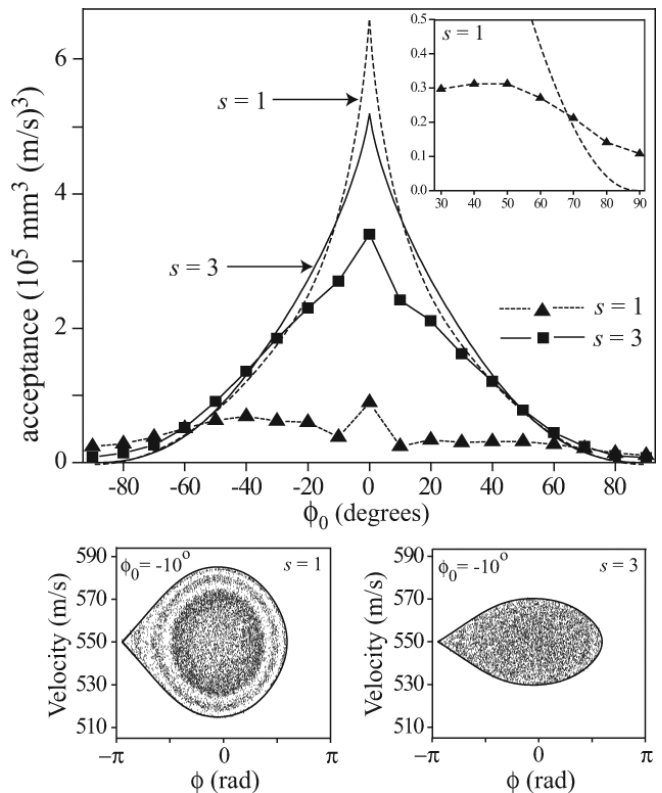 acceptance (10⁵ mm³ (m/s)³)
6
4
2
0
s = 1
s = 3
-80 -60 -40 -20 0 20 40 60 80
ϕ₀ (degrees)
s = 1
0.5
0.4
0.3
0.2
0.1
0.0
30 40 50 60 70 80 90
s = 1
s = 3
Velocity (m/s)
590
570
550
530
510
ϕ₀= -10°
s = 1
−π 0 π
ϕ (rad)
Velocity (m/s)
590
570
550
530
510
ϕ₀= -10°
s = 3
−π 0 π
ϕ (rad)